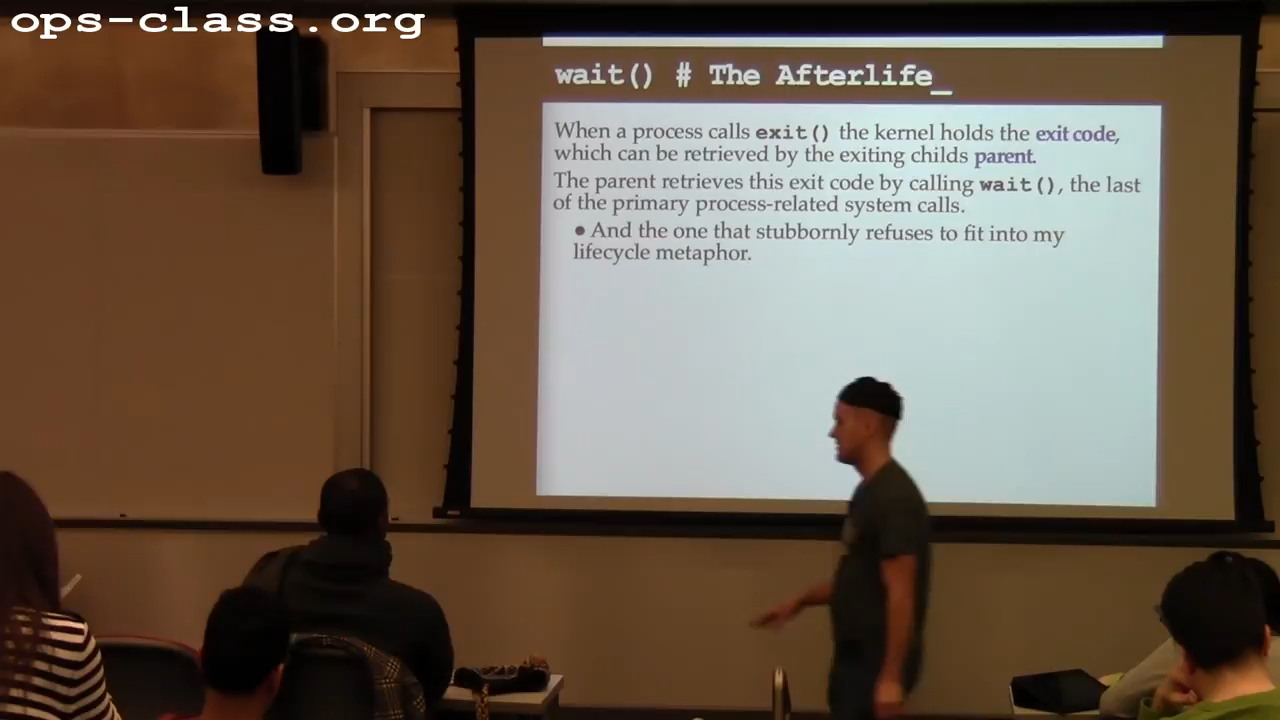 ops-class.org
wait() # The Afterlife_
When a process calls exit() the kernel holds the exit code,
which can be retrieved by the exiting childs parent.
The parent retrieves this exit code by calling wait(), the last
of the primary process-related system calls.
● And the one that stubbornly refuses to fit into my
lifecycle metaphor.